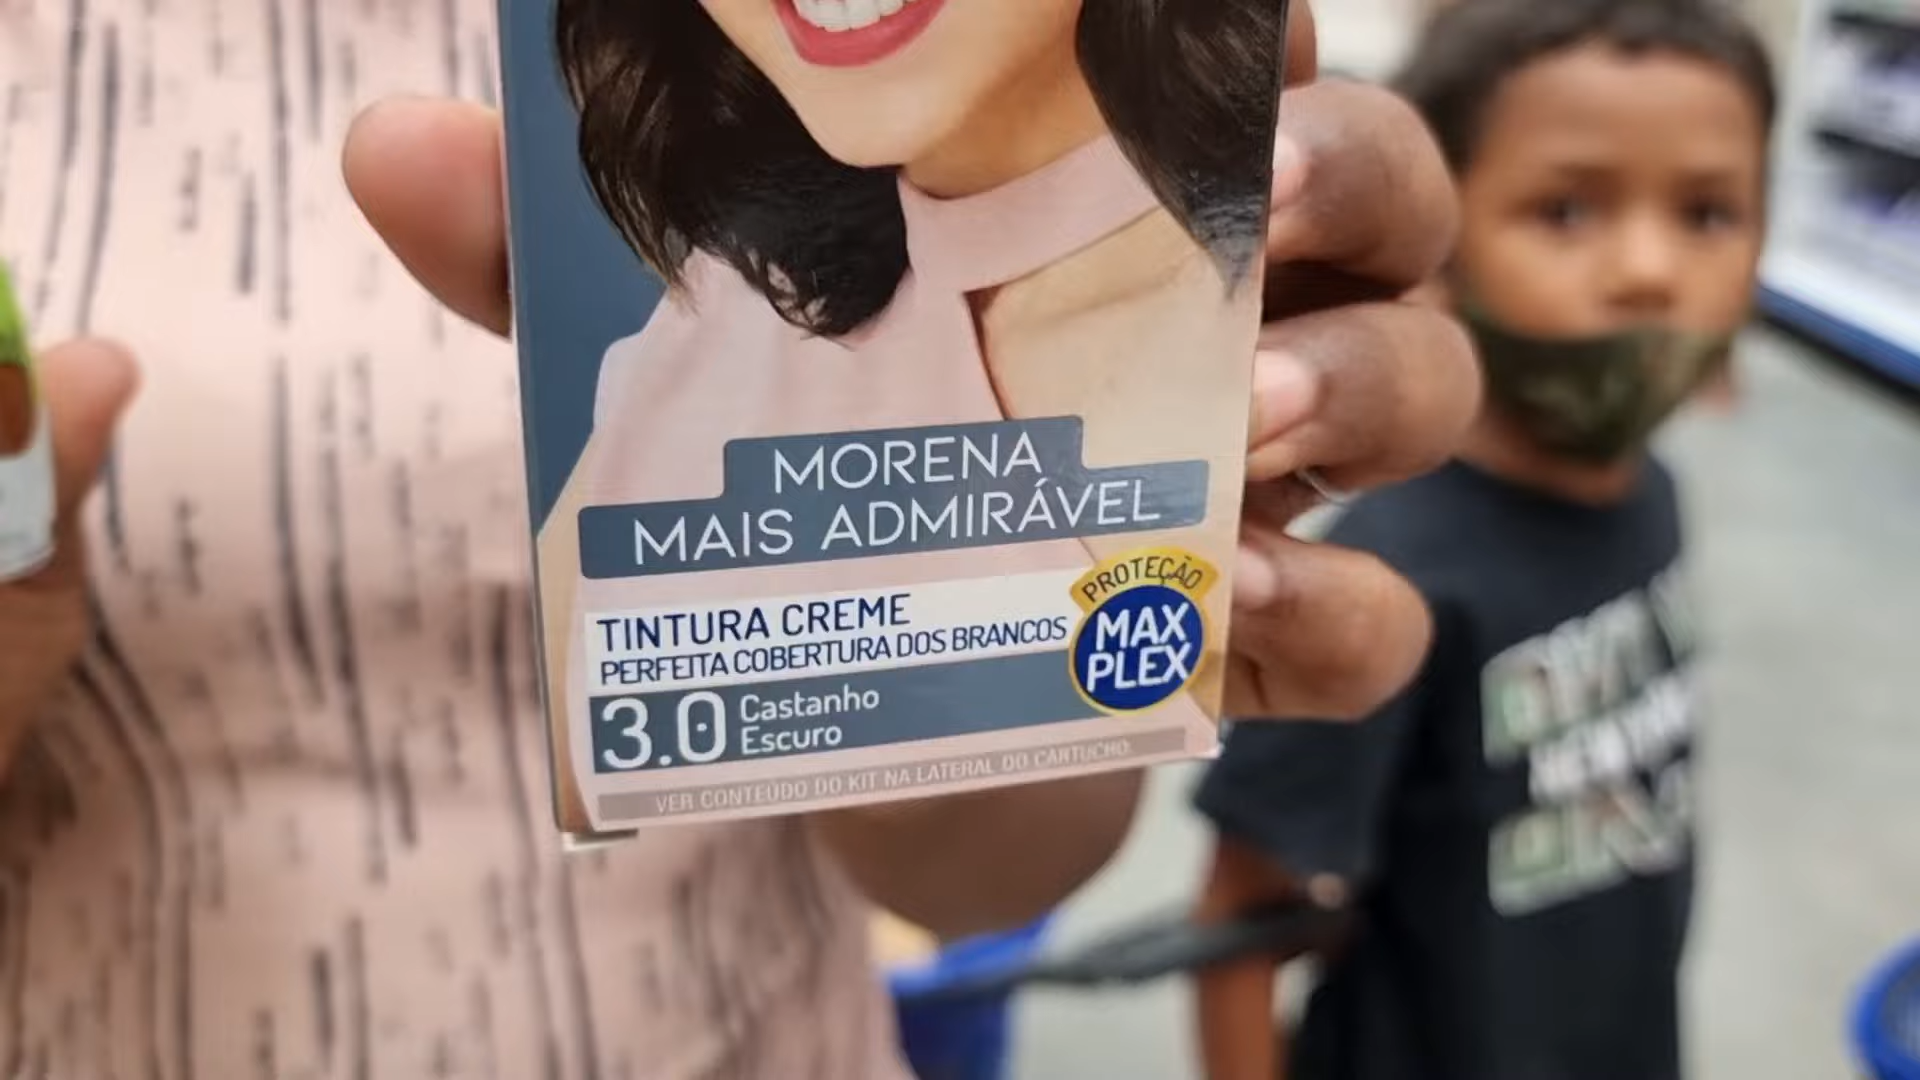 MORENA
MAIS ADMIRÁVEL
TINTURA CREME
PERFEITA COBERTURA DOS BRANCOS
PROTEÇÃO
MAX
PLEX
3.0 Castanho
Escuro
VER CONTEÚDO DO KIT NA LATERAL DO CARTUCHO.